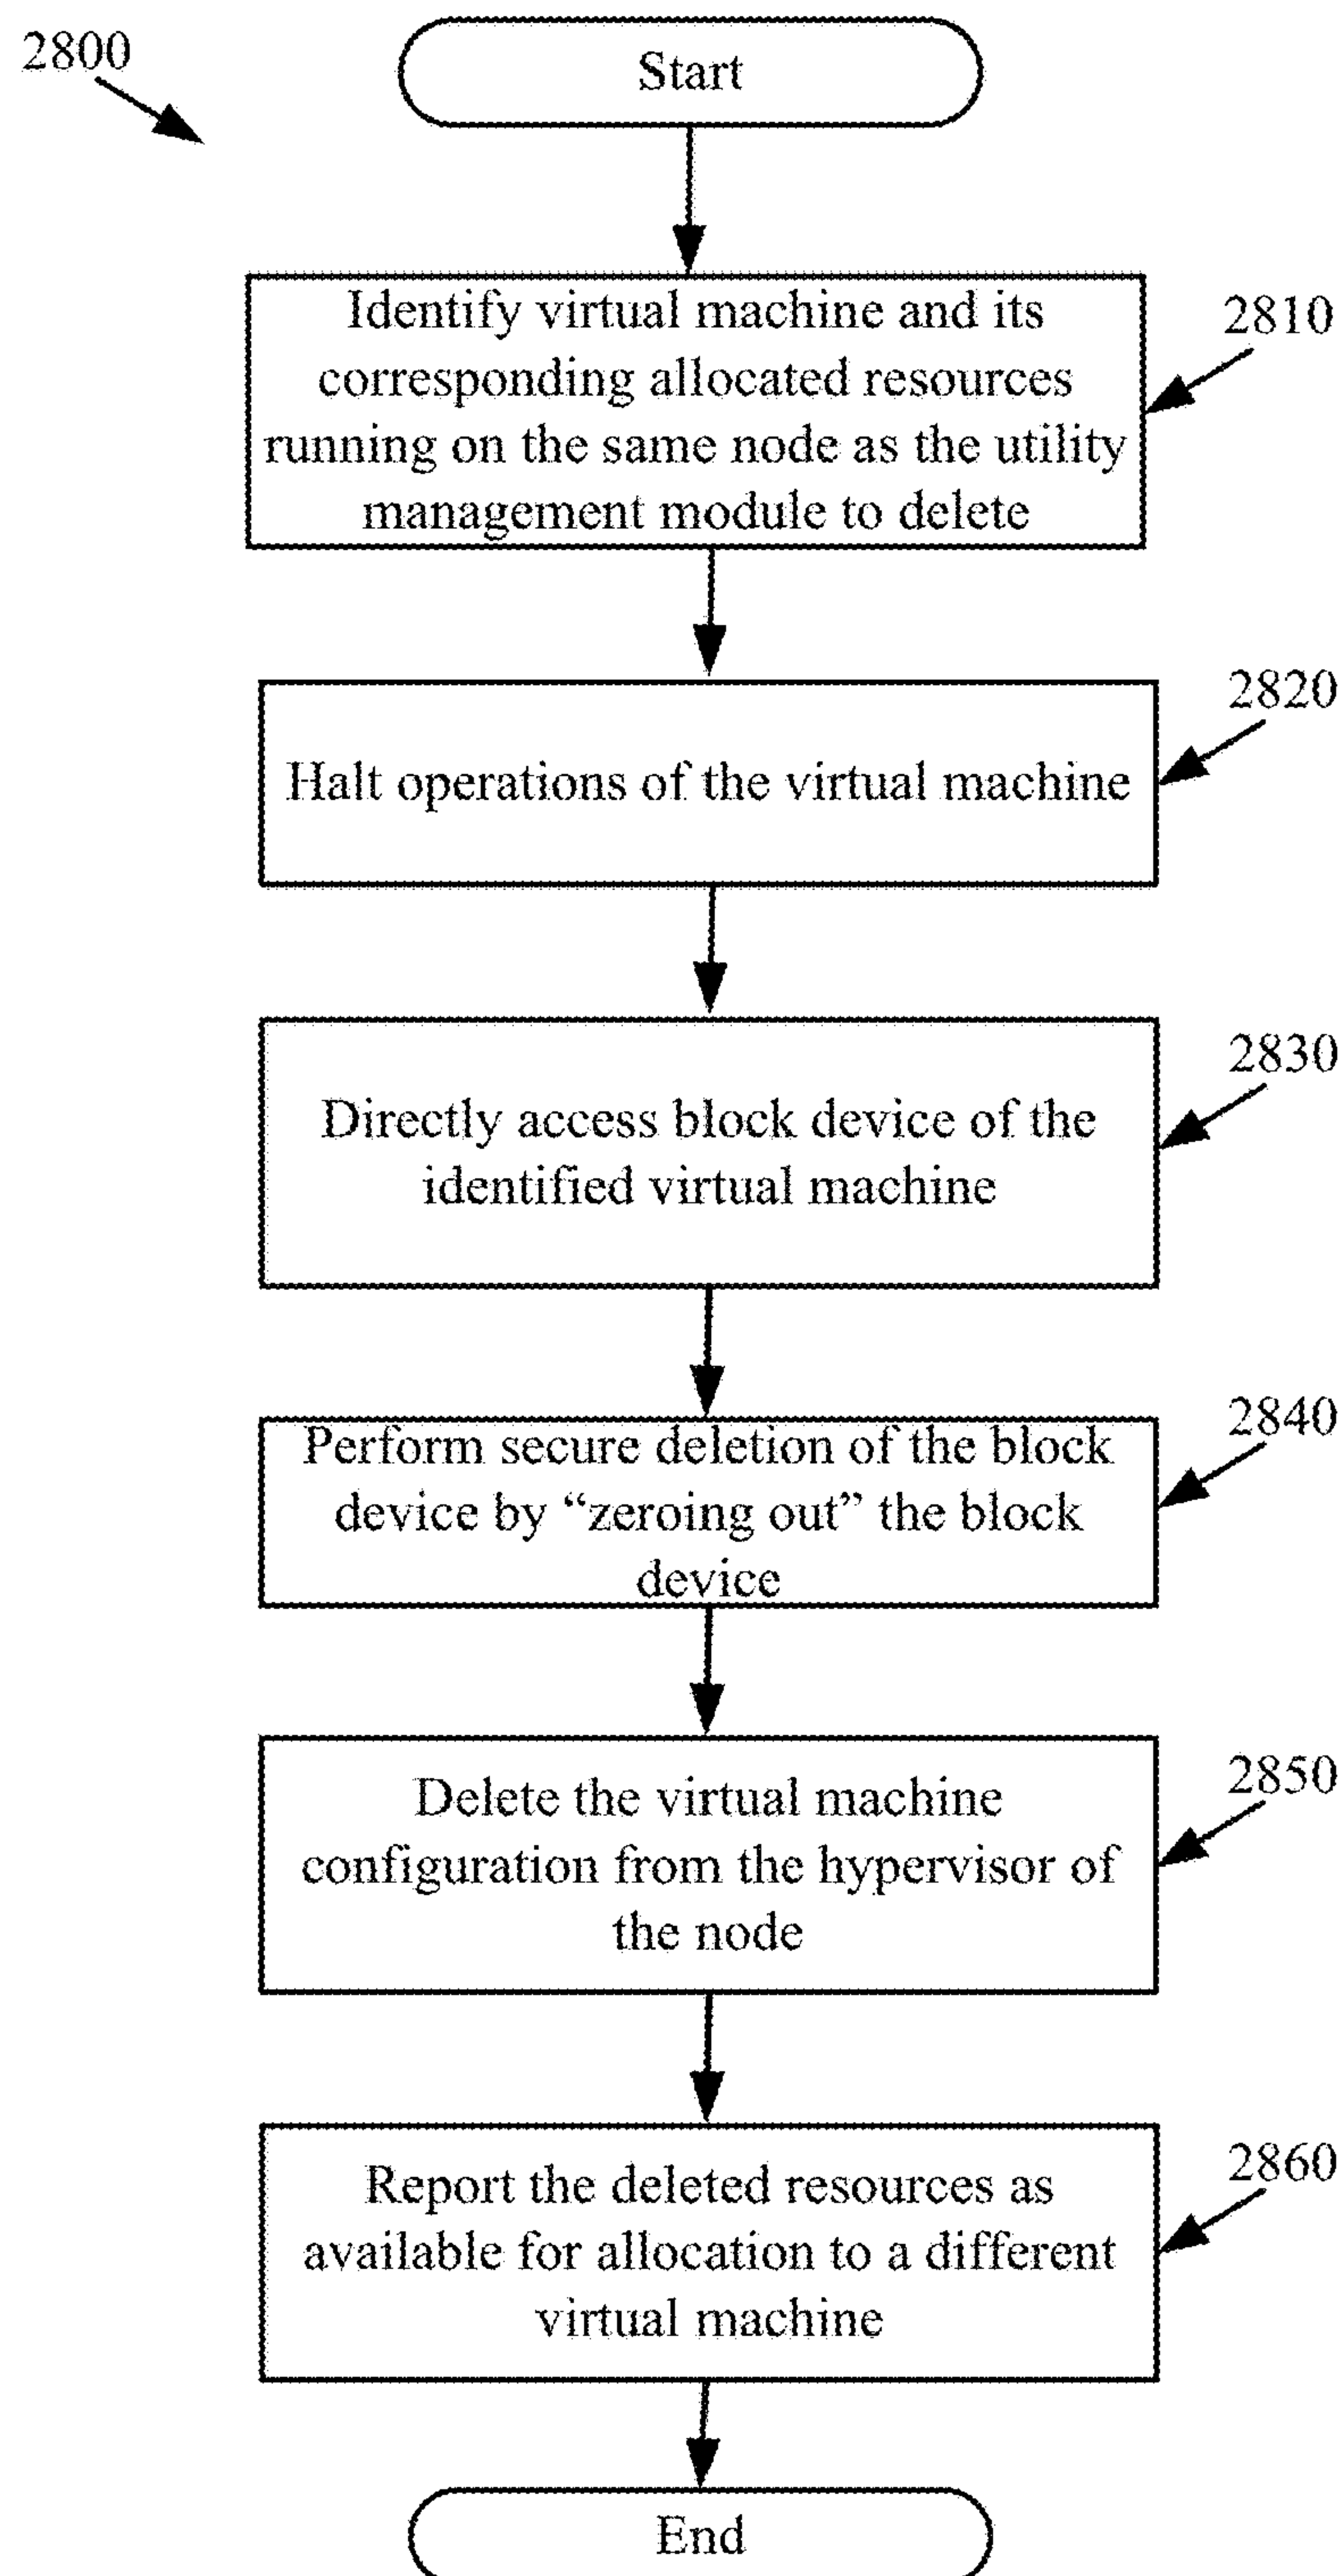 2800
Start
Identify virtual machine and its
corresponding allocated resources
running on the same node as the utility
management module to delete
2810
Halt operations of the virtual machine
2820
Directly access block device of the
identified virtual machine
2830
Perform secure deletion of the block
device by “zeroing out” the block
device
2840
Delete the virtual machine
configuration from the hypervisor of
the node
2850
Report the deleted resources as
available for allocation to a different
virtual machine
2860
End